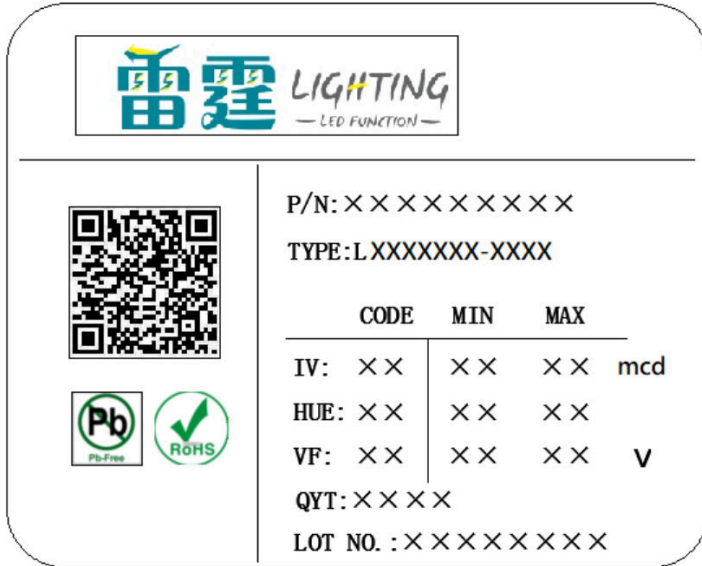 雷霆 LIGHTING
LED FUNCTION
P/N:×××××××××
TYPE:LXXXXXXX-XXXX
CODE MIN MAX
IV: ×× ×× ×× mcd
HUE: ×× ×× ××
VF: ×× ×× ×× V
QYT:××××
LOT NO.:××××××××
Pb
Pb-Free
RoHS